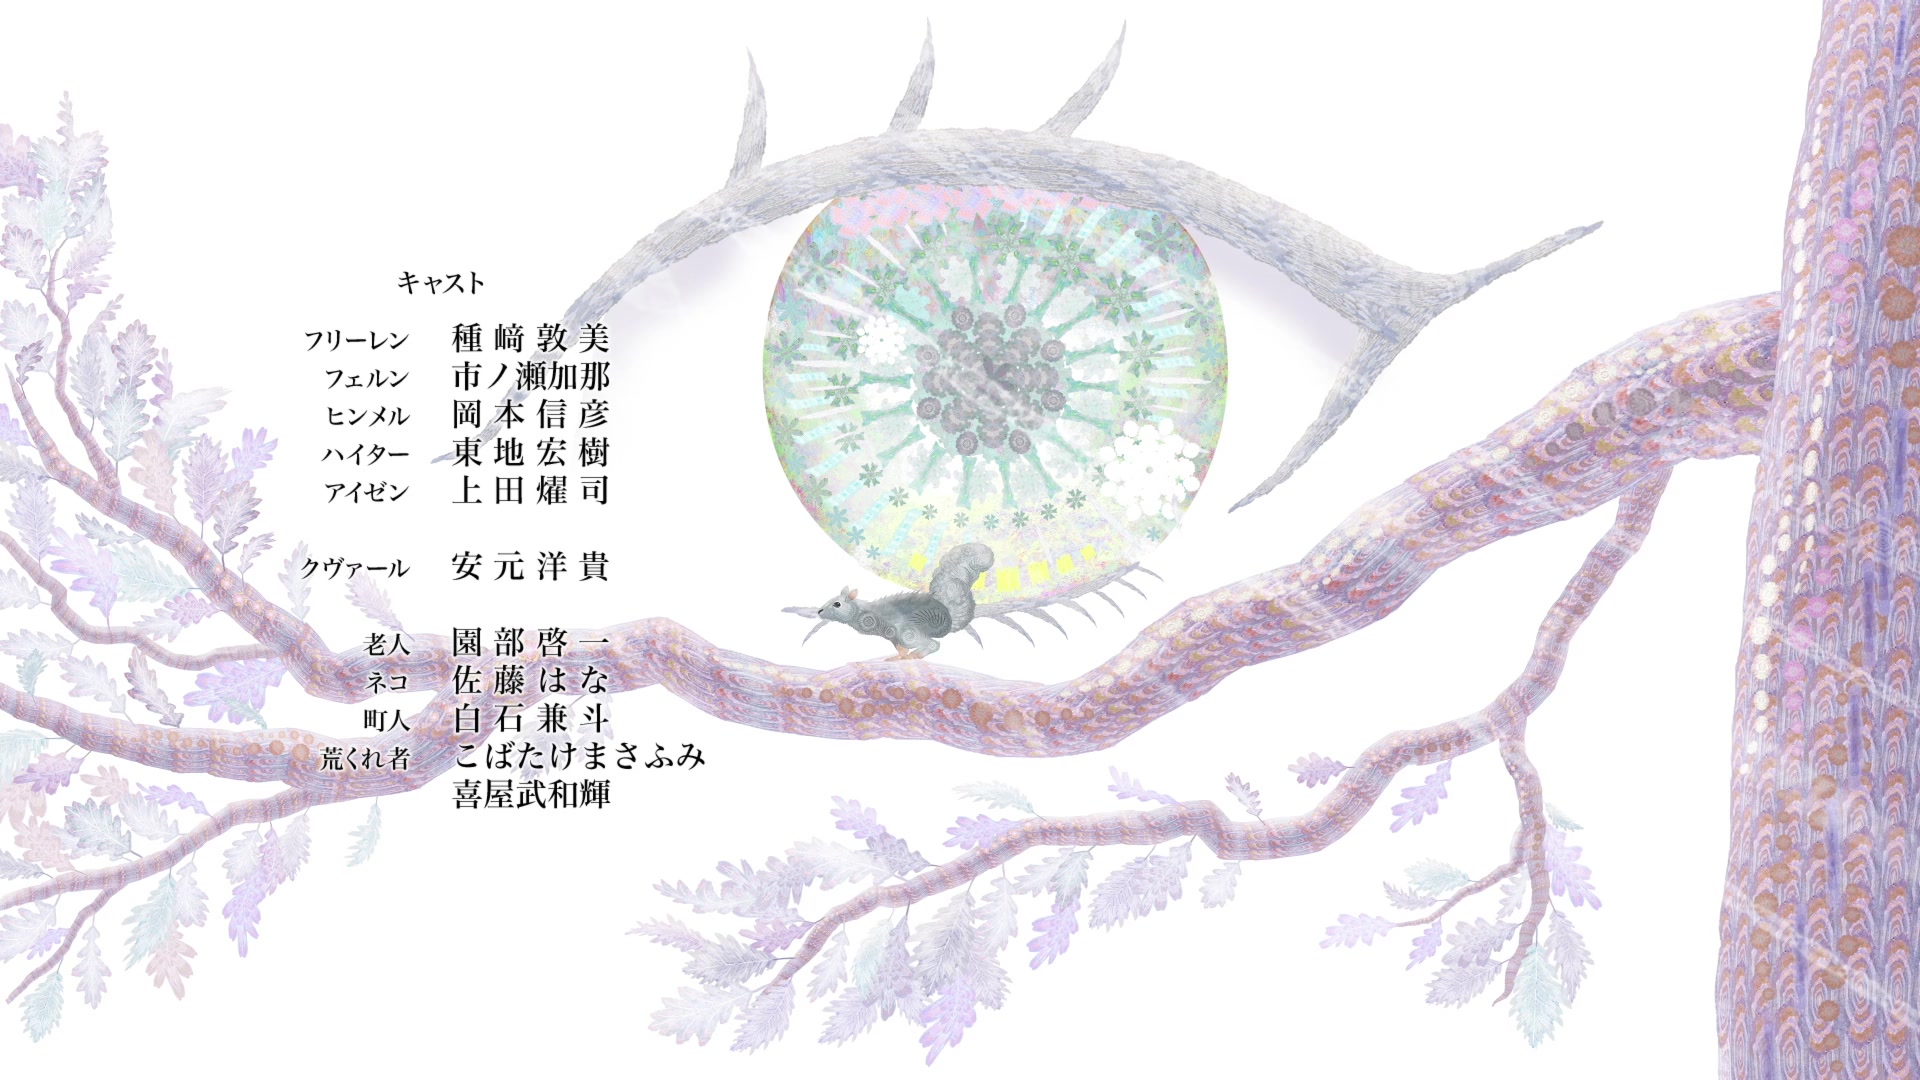 キャスト
フリーレン 種﨑敦美
フェルン 市ノ瀬加那
ヒンメル 岡本信彦
ハイター 東地宏樹
アイゼン 上田燿司
クヴァール 安元洋貴
老人 園部啓一
ネコ 佐藤はな
町人 白石兼斗
荒くれ者 こばたけまさふみ
喜屋武和輝